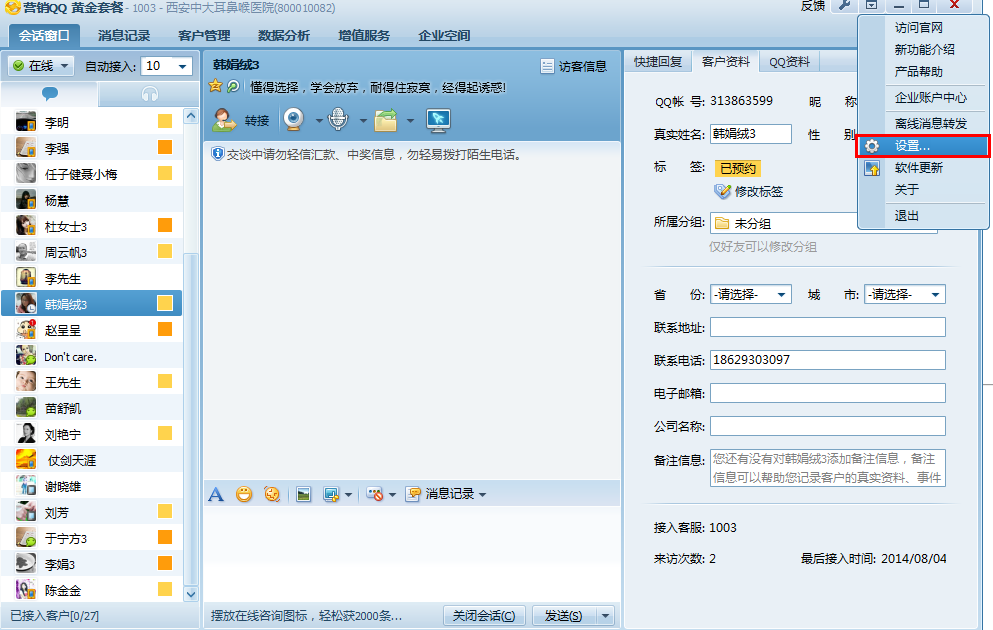 营销QQ 黄金套餐 - 1003 - 西安中大耳鼻喉医院(800010082)
反馈
会话窗口 消息记录 客户管理 数据分析 增值服务 企业空间
在线 自动接入: 10
李明
李强
任子健聂小梅
杨慧
杜女士3
周云帆3
李先生
韩娟绒3
赵呈呈
Don't care.
王先生
苗舒凯
刘艳宁
仗剑天涯
谢晓雄
刘芳
于宁方3
李娟3
陈金金
已接入客户[0/27]
韩娟绒3
访客信息
懂得选择，学会放弃，耐得住寂寞，经得起诱惑!
转接
交谈中请勿轻信汇款、中奖信息，勿轻易拨打陌生电话。
消息记录
摆放在线咨询图标，轻松获2000条...
关闭会话(C) 发送(S)
快捷回复 客户资料 QQ资料
QQ帐 号: 313863599 昵 称
真实姓名: 韩娟绒3 性 别
标 签: 已预约
修改标签
所属分组: 未分组
仅好友可以修改分组
省 份: -请选择- 城 市: -请选择-
联系地址:
联系电话: 18629303097
电子邮箱:
公司名称:
备注信息: 您还有没有对韩娟绒3添加备注信息，备注
信息可以帮助您记录客户的真实资料、事件
接入客服: 1003
来访次数: 2 最后接入时间: 2014/08/04
访问官网
新功能介绍
产品帮助
企业账户中心
离线消息转发
设置...
软件更新
关于
退出